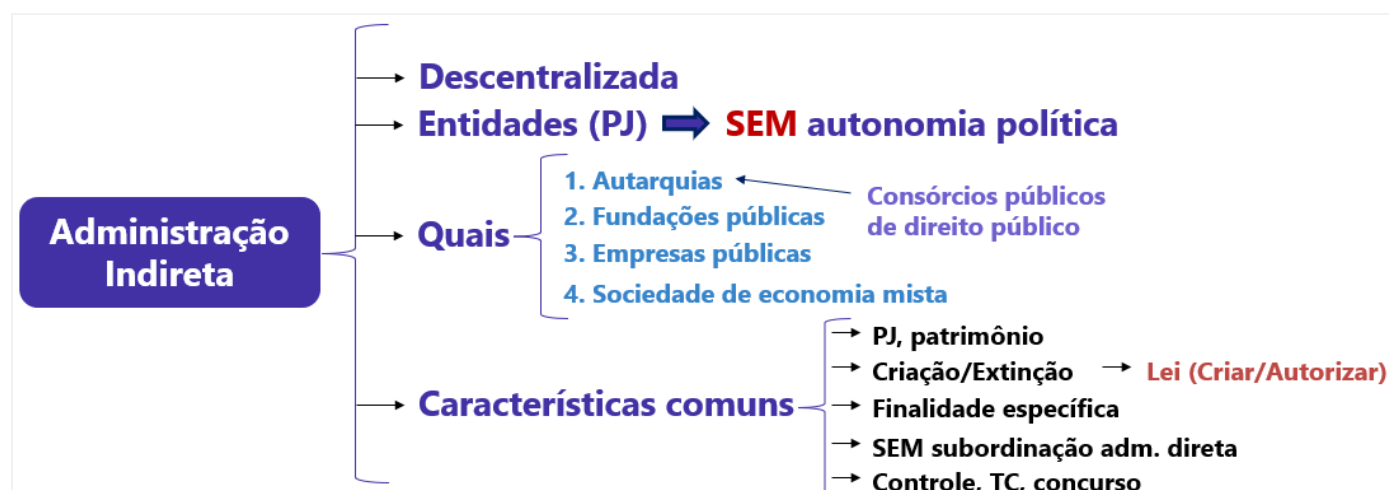 Administração
Indireta
Descentralizada
Entidades (PJ) SEM autonomia política
Quais
1. Autarquias
2. Fundações públicas
3. Empresas públicas
4. Sociedade de economia mista
Consórcios públicos
de direito público
Características comuns
PJ, patrimônio
Criação/Extinção Lei (Criar/Autorizar)
Finalidade específica
SEM subordinação adm. direta
Controle, TC, concurso